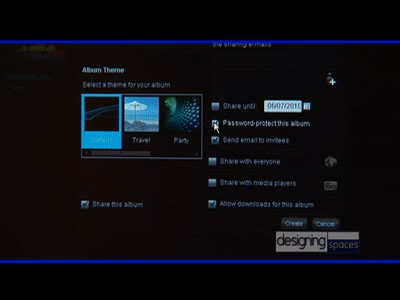 the sharing e-mails
Album Theme
Select a theme for your album
Default
Travel
Party
Share this album
Share until: 06/07/2010
Password-protect this album
Send email to invitees
Share with everyone
Share with media players
Allow downloads for this album
Create
Cancel
designing
spaces